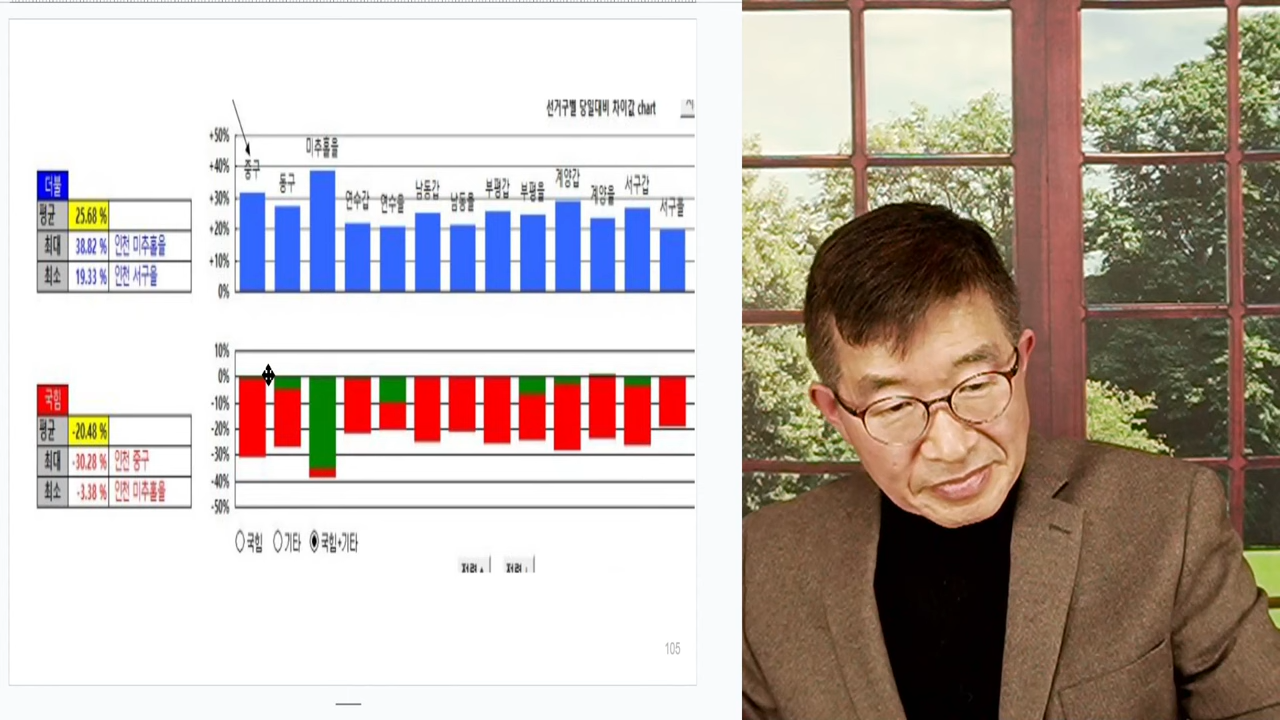 선거구별 당일대비 차이값 chart
더불
평균 25.68 %
최대 38.82 % 인천 미추홀을
최소 19.33 % 인천 서구을
+50%
+40%
+30%
+20%
+10%
0%
중구
동구
미추홀을
연수갑
연수을
남동갑
남동을
부평갑
부평을
계양갑
계양을
서구갑
서구을
국힘
평균 -20.48 %
최대 -30.28 % 인천 중구
최소 -3.38 % 인천 미추홀을
10%
0%
-10%
-20%
-30%
-40%
-50%
국힘 기타 국힘+기타
105